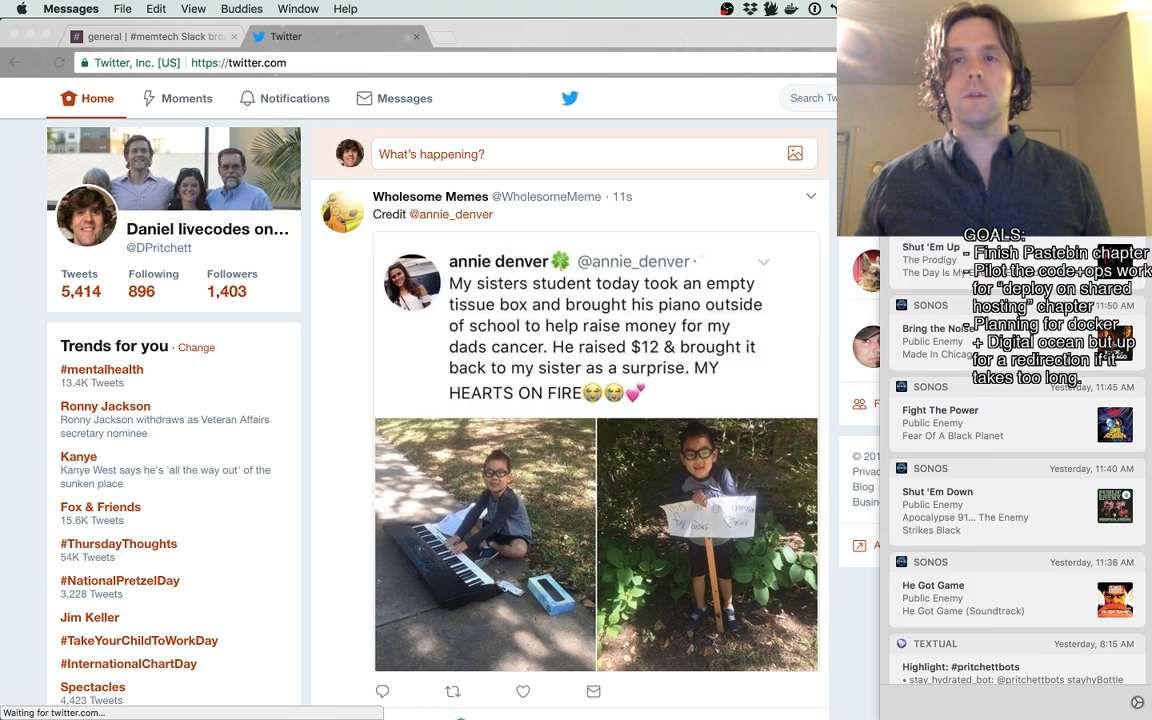 Messages File Edit View Buddies Window Help
general | #memtech Slack bro
Twitter
Twitter, Inc. [US] https://twitter.com
Home Moments Notifications Messages
Search Tw
What's happening?
Daniel livecodes on...
@DPritchett
Tweets Following Followers
5,414 896 1,403
Trends for you · Change
#mentalhealth
13.4K Tweets
Ronny Jackson
Ronny Jackson withdraws as Veteran Affairs
secretary nominee
Kanye
Kanye West says he's 'all the way out' of the
sunken place
Fox & Friends
15.6K Tweets
#ThursdayThoughts
54K Tweets
#NationalPretzelDay
3,228 Tweets
Jim Keller
#TakeYourChildToWorkDay
#InternationalChartDay
Spectacles
4,423 Tweets
Waiting for twitter.com...
Wholesome Memes @WholesomeMeme · 11s
Credit @annie_denver
annie denver🍀 @annie_denver ·
My sisters student today took an empty
tissue box and brought his piano outside
of school to help raise money for my
dads cancer. He raised $12 & brought it
back to my sister as a surprise. MY
HEARTS ON FIRE😭😭💕
© 201
Privac
Blog
Busin
GOALS:
- Finish Pastebin chapter
- Pilot the code+ops work
for "deploy on shared
hosting" chapter
- Planning for docker
+ Digital ocean but up
for a redirection if it
takes too long.
Shut 'Em Up
The Prodigy
The Day Is My
SONOS 11:50 AM
Bring the Noise
Public Enemy
Made In Chicag
SONOS Yesterday, 11:45 AM
Fight The Power
Public Enemy
Fear Of A Black Planet
SONOS Yesterday, 11:40 AM
Shut 'Em Down
Public Enemy
Apocalypse 91... The Enemy
Strikes Black
SONOS Yesterday, 11:36 AM
He Got Game
Public Enemy
He Got Game (Soundtrack)
TEXTUAL Yesterday, 8:15 AM
Highlight: #pritchettbots
• stay_hydrated_bot: @pritchettbots stayhyBottle